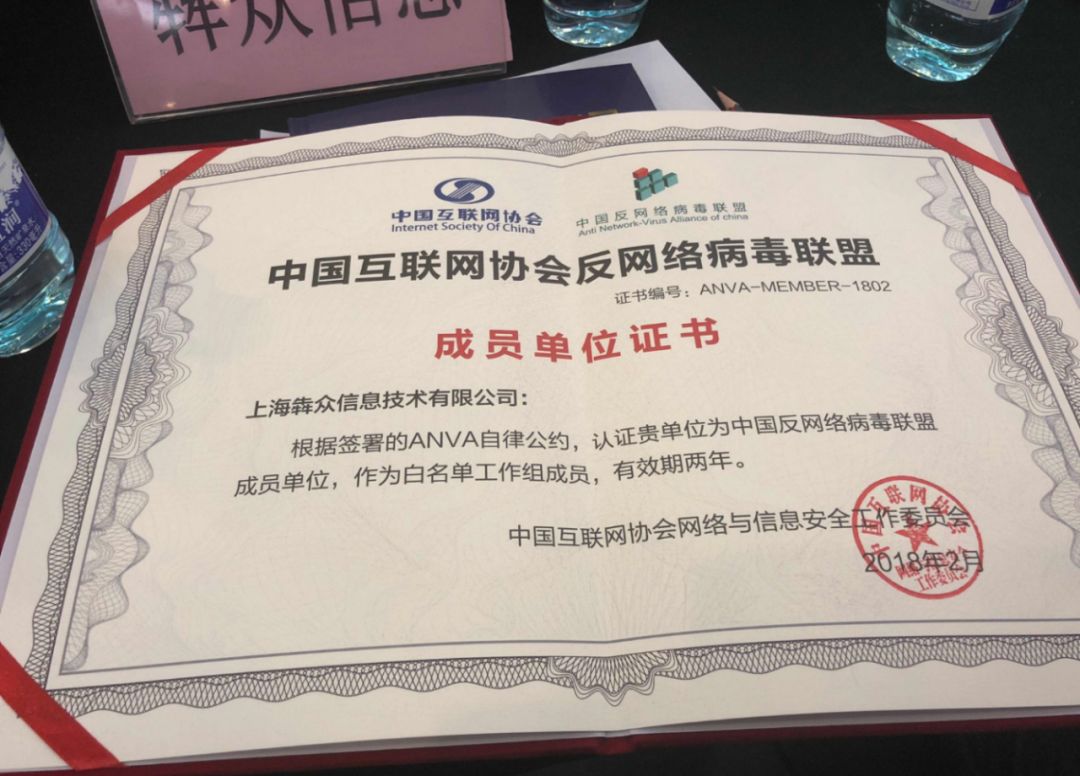 犇众信息
中国互联网协会
Internet Society Of China
中国反网络病毒联盟
Anti Network-Virus Alliance of china
中国互联网协会反网络病毒联盟
证书编号：ANVA-MEMBER-1802
成员单位证书
上海犇众信息技术有限公司：
根据签署的ANVA自律公约，认证贵单位为中国反网络病毒联盟
成员单位，作为白名单工作组成员，有效期两年。
中国互联网协会网络与信息安全工作委员会
2018年2月
中国互联网协会
工作委员会